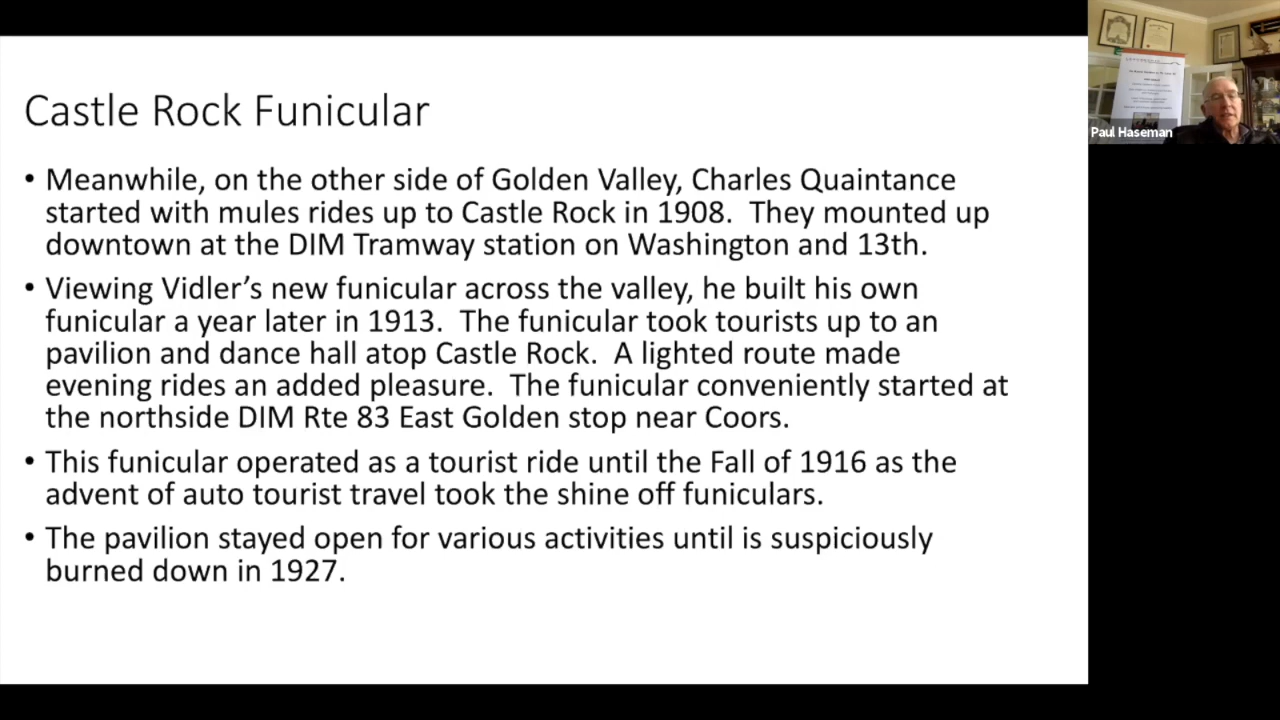 Castle Rock Funicular
• Meanwhile, on the other side of Golden Valley, Charles Quaintance
started with mules rides up to Castle Rock in 1908.  They mounted up
downtown at the DIM Tramway station on Washington and 13th.
• Viewing Vidler’s new funicular across the valley, he built his own
funicular a year later in 1913.  The funicular took tourists up to an
pavilion and dance hall atop Castle Rock.  A lighted route made
evening rides an added pleasure.  The funicular conveniently started at
the northside DIM Rte 83 East Golden stop near Coors.
• This funicular operated as a tourist ride until the Fall of 1916 as the
advent of auto tourist travel took the shine off funiculars.
• The pavilion stayed open for various activities until is suspiciously
burned down in 1927.
Paul Haseman